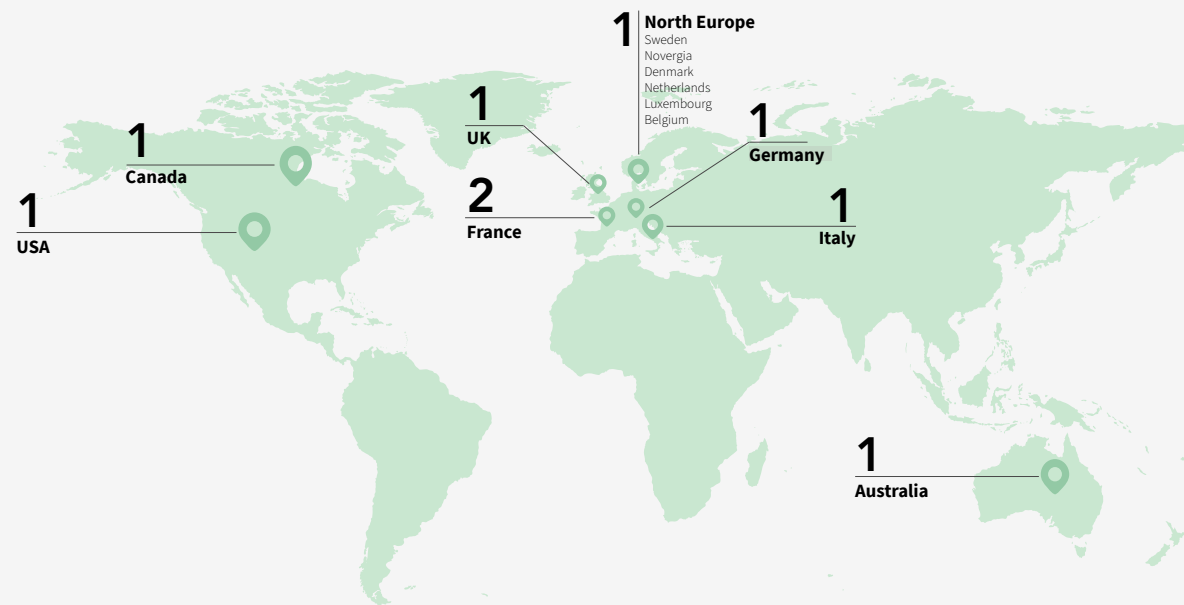 1
North Europe
Sweden
Novergia
Denmark
Netherlands
Luxembourg
Belgium
1
UK
1
Germany
1
Canada
2
France
1
Italy
1
USA
1
Australia